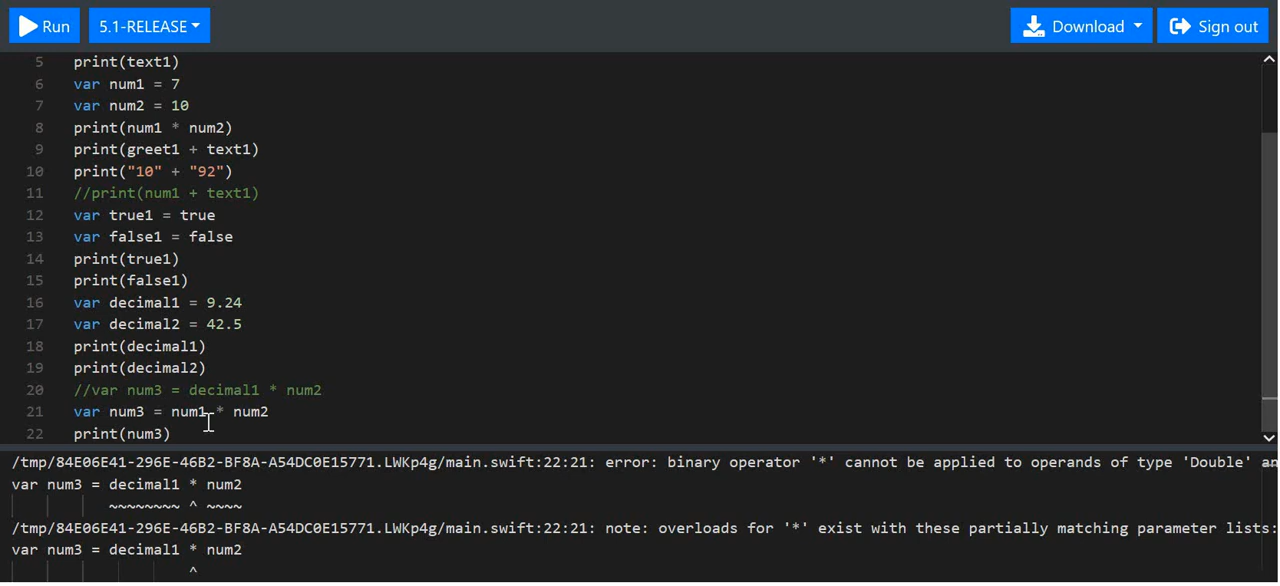 Run 5.1-RELEASE Download Sign out
5 print(text1)
6 var num1 = 7
7 var num2 = 10
8 print(num1 * num2)
9 print(greet1 + text1)
10 print("10" + "92")
11 //print(num1 + text1)
12 var true1 = true
13 var false1 = false
14 print(true1)
15 print(false1)
16 var decimal1 = 9.24
17 var decimal2 = 42.5
18 print(decimal1)
19 print(decimal2)
20 //var num3 = decimal1 * num2
21 var num3 = num1 * num2
22 print(num3)
/tmp/84E06E41-296E-46B2-BF8A-A54DC0E15771.LWKp4g/main.swift:22:21: error: binary operator '*' cannot be applied to operands of type 'Double' an
var num3 = decimal1 * num2
~~~~~~~~ ^ ~~~~
/tmp/84E06E41-296E-46B2-BF8A-A54DC0E15771.LWKp4g/main.swift:22:21: note: overloads for '*' exist with these partially matching parameter lists:
var num3 = decimal1 * num2
^